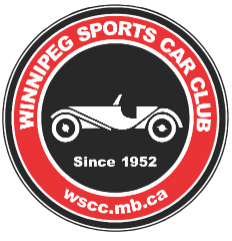 WINNIPEG SPORTS CAR CLUB
Since 1952
wscc.mb.ca